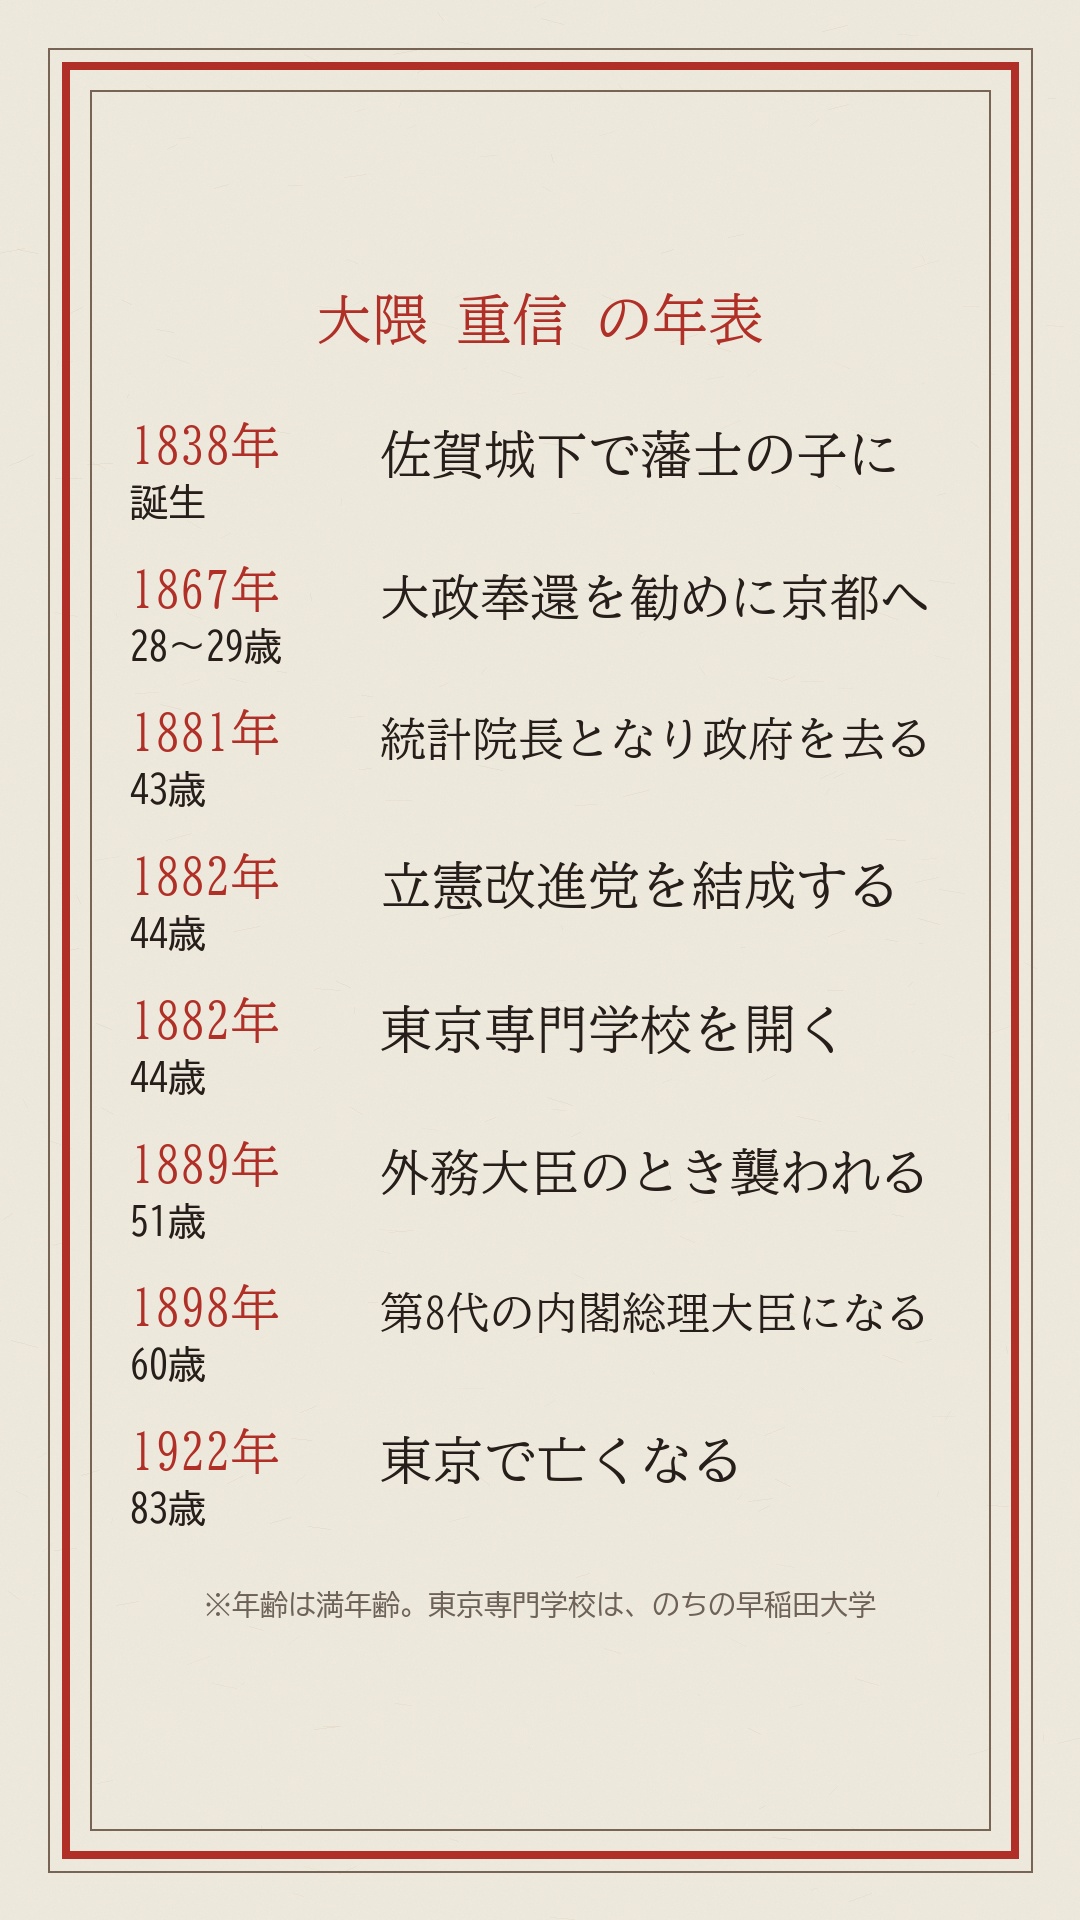 大隈 重信 の年表
1838年 佐賀城下で藩士の子に
誕生
1867年 大政奉還を勧めに京都へ
28〜29歳
1881年 統計院長となり政府を去る
43歳
1882年 立憲改進党を結成する
44歳
1882年 東京専門学校を開く
44歳
1889年 外務大臣のとき襲われる
51歳
1898年 第8代の内閣総理大臣になる
60歳
1922年 東京で亡くなる
83歳
※年齢は満年齢。東京専門学校は、のちの早稲田大学